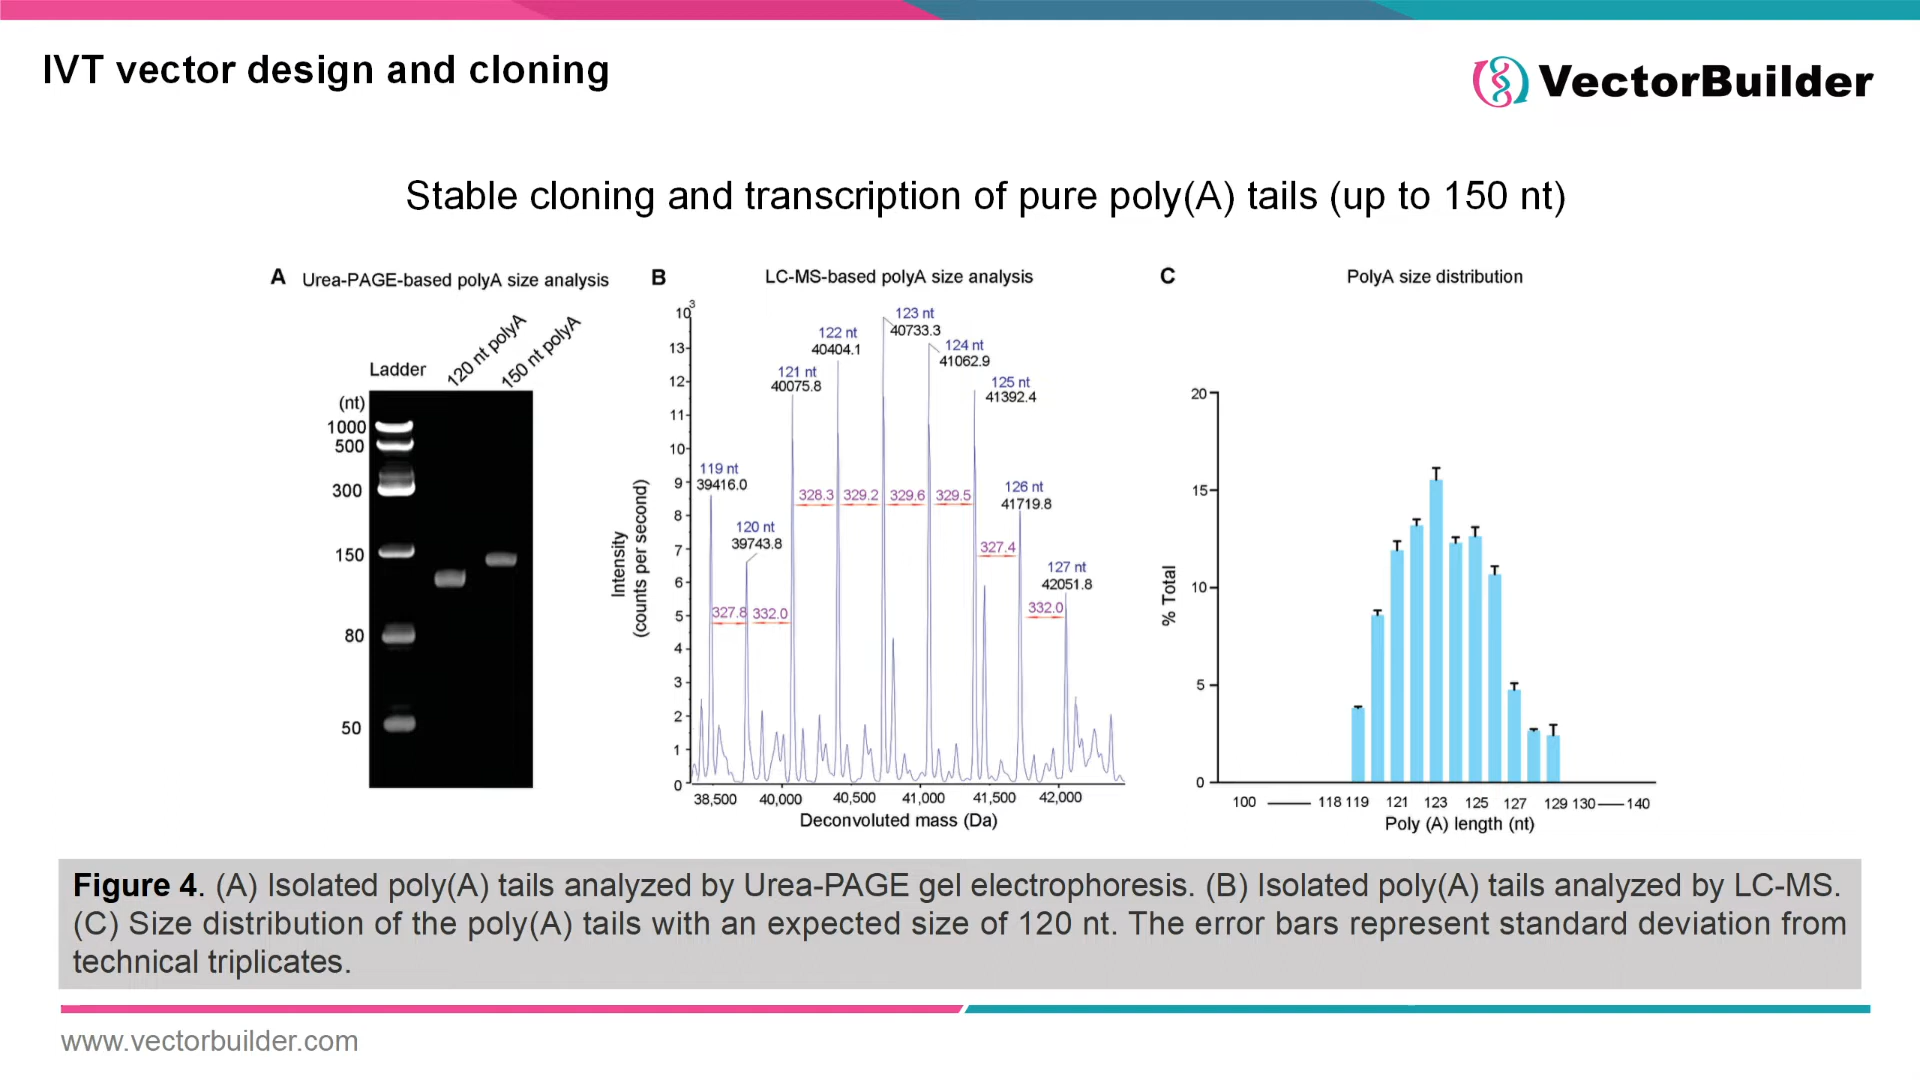 IVT vector design and cloning
VectorBuilder
Stable cloning and transcription of pure poly(A) tails (up to 150 nt)
A Urea-PAGE-based polyA size analysis
Ladder
120 nt polyA
150 nt polyA
(nt)
1000
500
300
150
80
50
B LC-MS-based polyA size analysis
Intensity
(counts per second)
10³
13
12
11
10
9
8
7
6
5
4
3
2
1
0
119 nt
39416.0
120 nt
39743.8
121 nt
40075.8
122 nt
40404.1
123 nt
40733.3
124 nt
41062.9
125 nt
41392.4
126 nt
41719.8
127 nt
42051.8
327.8 332.0
328.3 329.2 329.6 329.5
327.4
332.0
38,500 40,000 40,500 41,000 41,500 42,000
Deconvoluted mass (Da)
C PolyA size distribution
% Total
20
15
10
5
0
100 118 119 121 123 125 127 129 130 140
Poly (A) length (nt)
Figure 4. (A) Isolated poly(A) tails analyzed by Urea-PAGE gel electrophoresis. (B) Isolated poly(A) tails analyzed by LC-MS.
(C) Size distribution of the poly(A) tails with an expected size of 120 nt. The error bars represent standard deviation from
technical triplicates.
www.vectorbuilder.com